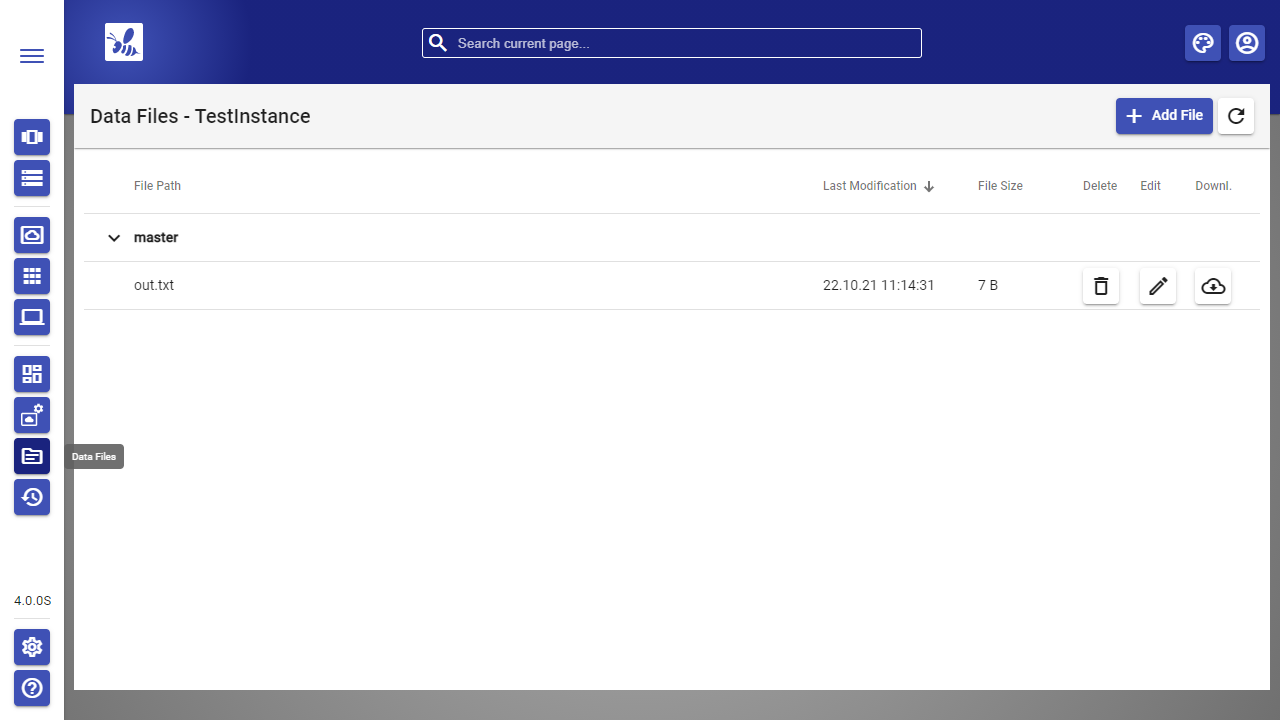 Search current page...
Data Files - TestInstance
Add File
File Path Last Modification File Size Delete Edit Downl.
master
out.txt 22.10.21 11:14:31 7 B
Data Files
4.0.0S